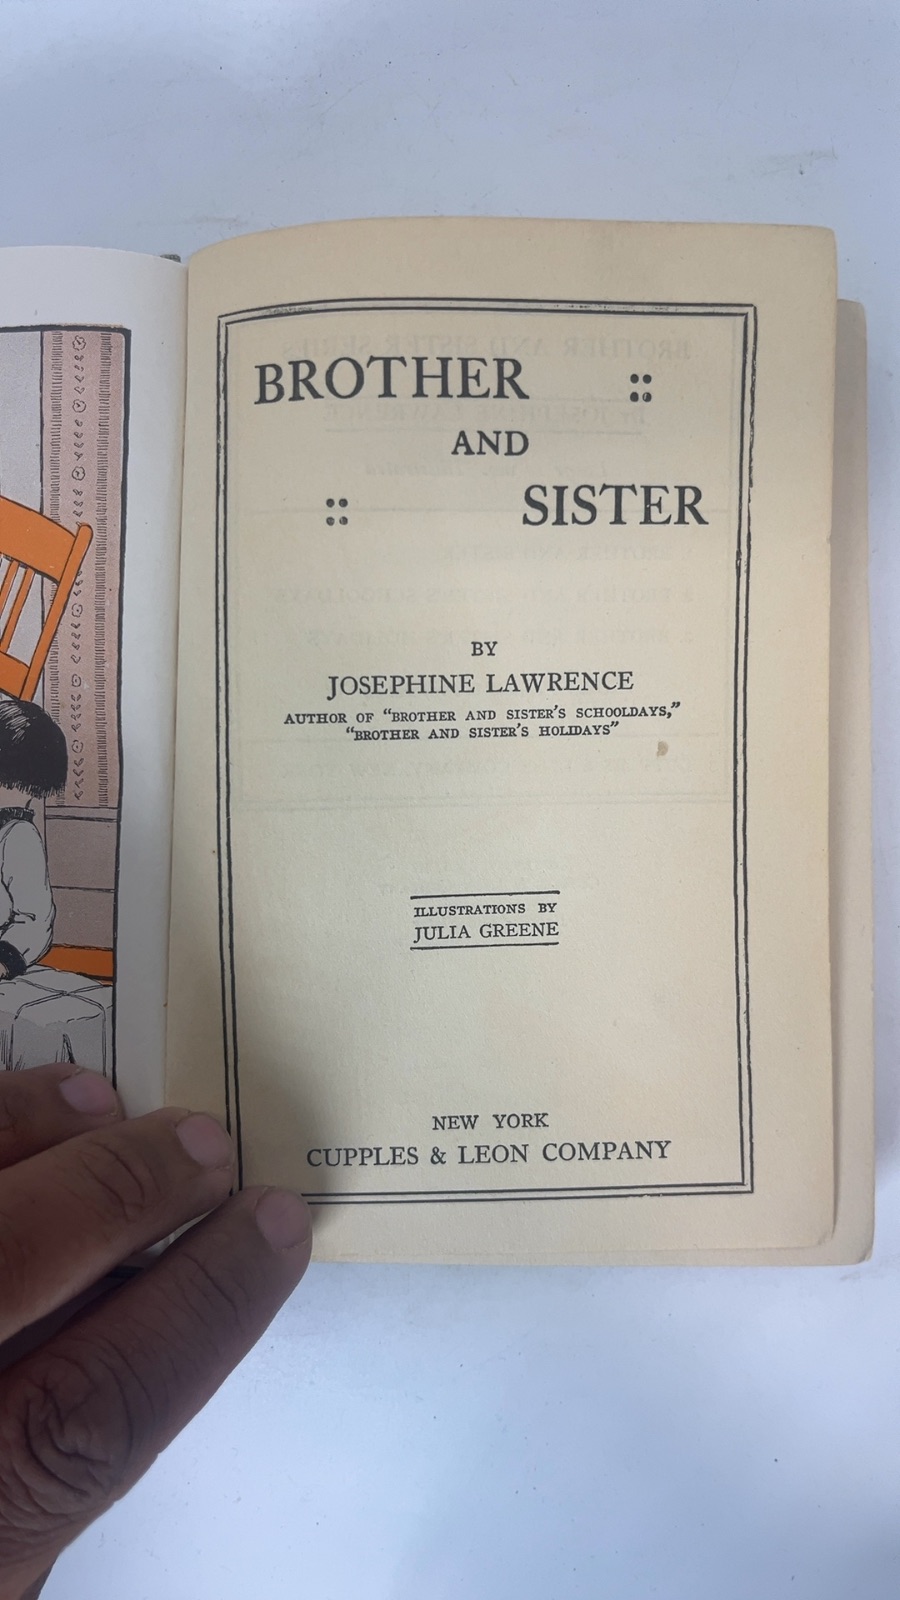 BROTHER
AND
SISTER
BY
JOSEPHINE LAWRENCE
AUTHOR OF "BROTHER AND SISTER'S SCHOOLDAYS,"
"BROTHER AND SISTER'S HOLIDAYS"
ILLUSTRATIONS BY
JULIA GREENE
NEW YORK
CUPPLES & LEON COMPANY